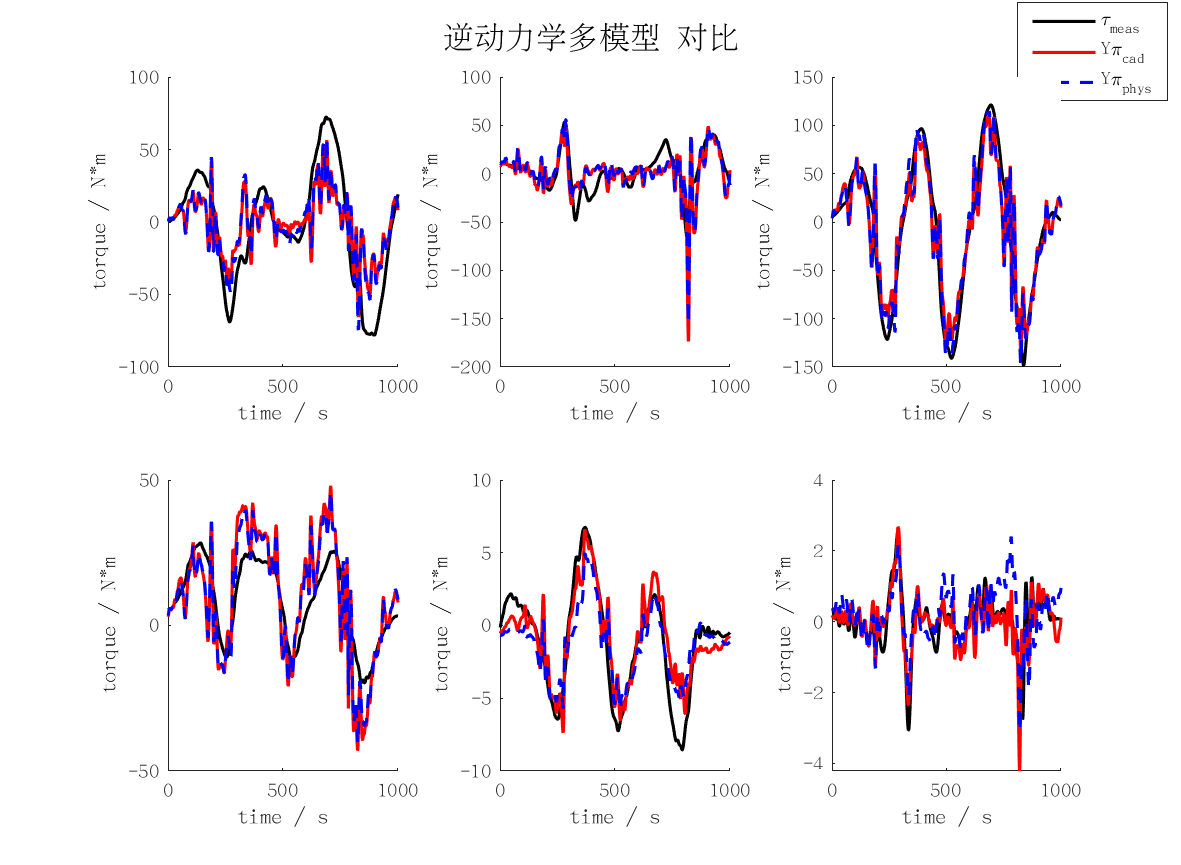 逆动力学多模型 对比
τmeas
Yπcad
Yπphys
100
50
0
-50
-100
0 500 1000
torque / N*m
time / s
100
50
0
-50
-100
-150
-200
0 500 1000
torque / N*m
time / s
150
100
50
0
-50
-100
-150
0 500 1000
torque / N*m
time / s
50
0
-50
0 500 1000
torque / N*m
time / s
10
5
0
-5
-10
0 500 1000
torque / N*m
time / s
4
2
0
-2
-4
0 500 1000
torque / N*m
time / s